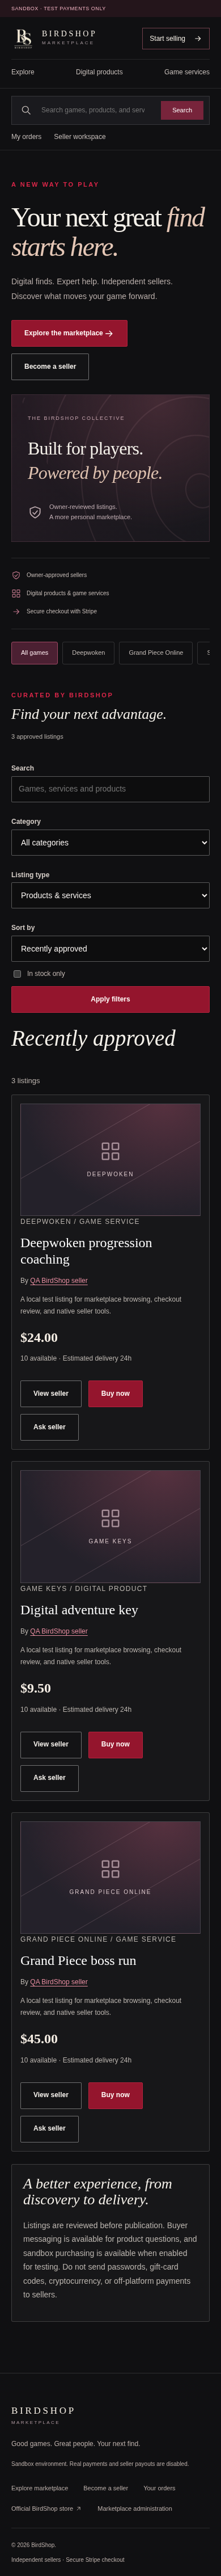 SANDBOX · TEST PAYMENTS ONLY
BS
BIRDSHOP
MARKETPLACE
Start selling →
Explore
Digital products
Game services
Search games, products, and serv
Search
My orders
Seller workspace
A NEW WAY TO PLAY
Your next great find
starts here.
Digital finds. Expert help. Independent sellers.
Discover what moves your game forward.
Explore the marketplace →
Become a seller
THE BIRDSHOP COLLECTIVE
Built for players.
Powered by people.
Owner-reviewed listings.
A more personal marketplace.
Owner-approved sellers
Digital products & game services
Secure checkout with Stripe
All games
Deepwoken
Grand Piece Online
CURATED BY BIRDSHOP
Find your next advantage.
3 approved listings
Search
Games, services and products
Category
All categories
Listing type
Products & services
Sort by
Recently approved
In stock only
Apply filters
Recently approved
3 listings
DEEPWOKEN
DEEPWOKEN / GAME SERVICE
Deepwoken progression
coaching
By QA BirdShop seller
A local test listing for marketplace browsing, checkout
review, and native seller tools.
$24.00
10 available · Estimated delivery 24h
View seller
Buy now
Ask seller
GAME KEYS
GAME KEYS / DIGITAL PRODUCT
Digital adventure key
By QA BirdShop seller
A local test listing for marketplace browsing, checkout
review, and native seller tools.
$9.50
10 available · Estimated delivery 24h
View seller
Buy now
Ask seller
GRAND PIECE ONLINE
GRAND PIECE ONLINE / GAME SERVICE
Grand Piece boss run
By QA BirdShop seller
A local test listing for marketplace browsing, checkout
review, and native seller tools.
$45.00
10 available · Estimated delivery 24h
View seller
Buy now
Ask seller
A better experience, from
discovery to delivery.
Listings are reviewed before publication. Buyer
messaging is available for product questions, and
sandbox purchasing is available when enabled
for testing. Do not send passwords, gift-card
codes, cryptocurrency, or off-platform payments
to sellers.
BIRDSHOP
MARKETPLACE
Good games. Great people. Your next find.
Sandbox environment. Real payments and seller payouts are disabled.
Explore marketplace
Become a seller
Your orders
Official BirdShop store ↗
Marketplace administration
© 2026 BirdShop.
Independent sellers · Secure Stripe checkout